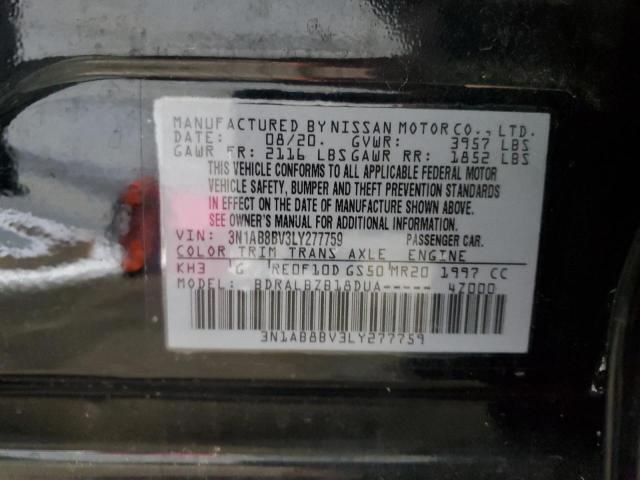 MANUFACTURED BY NISSAN MOTOR CO., LTD.
DATE: 08/20. GVWR: 3957 LBS
GAWR FR: 2116 LBS GAWR RR: 1852 LBS
THIS VEHICLE CONFORMS TO ALL APPLICABLE FEDERAL MOTOR
VEHICLE SAFETY, BUMPER AND THEFT PREVENTION STANDARDS
IN EFFECT ON THE DATE OF MANUFACTURE SHOWN ABOVE.
SEE OWNER'S MANUAL FOR ADDITIONAL INFORMATION.
VIN: 3N1AB8BV3LY277759 PASSENGER CAR.
COLOR TRIM TRANS AXLE ENGINE
KH3 G RE0F10D GS50 MR20 1997 CC
MODEL: BDRALBZB18DUA----- 47000
3N1AB8BV3LY277759